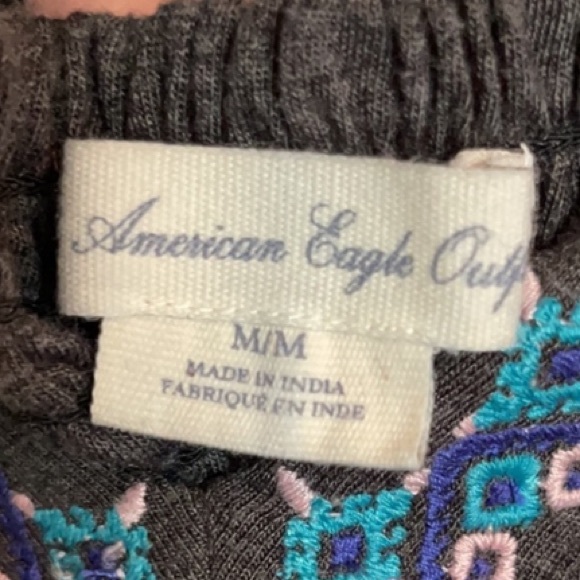 American Eagle Outf
M/M
MADE IN INDIA
FABRIQUÉ EN INDE